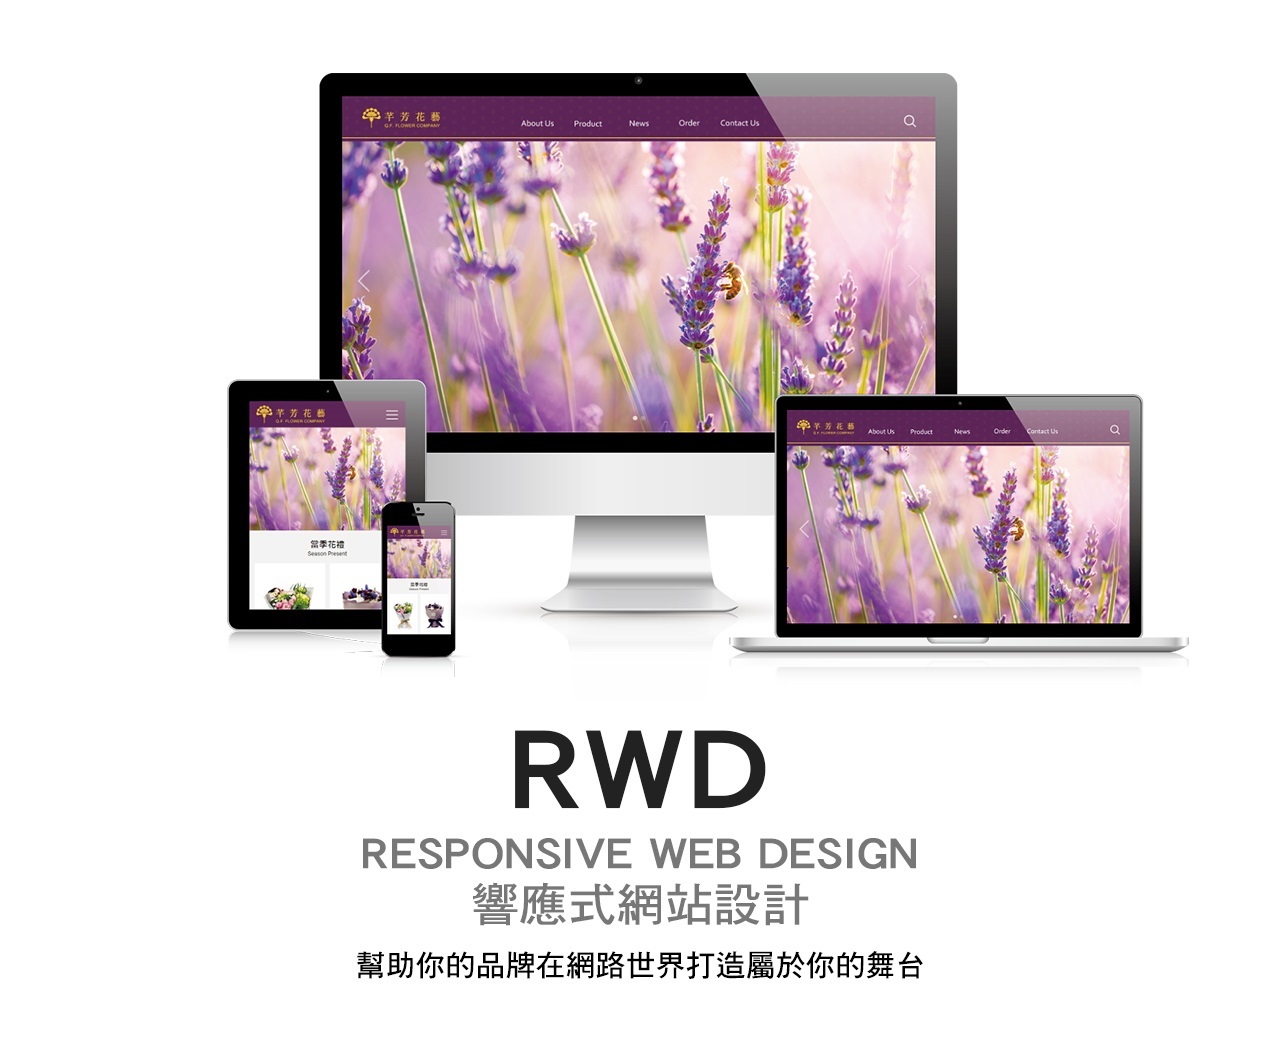 芊芳花藝
Q.F. FLOWER COMPANY
About Us Product News Order Contact Us
芊芳花藝
Q.F. FLOWER COMPANY
當季花禮
Season Present
芊芳花藝
當季花禮
Season Present
芊芳花藝
Q.F. FLOWER COMPANY
About Us Product News Order Contact Us
RWD
RESPONSIVE WEB DESIGN
響應式網站設計
幫助你的品牌在網路世界打造屬於你的舞台